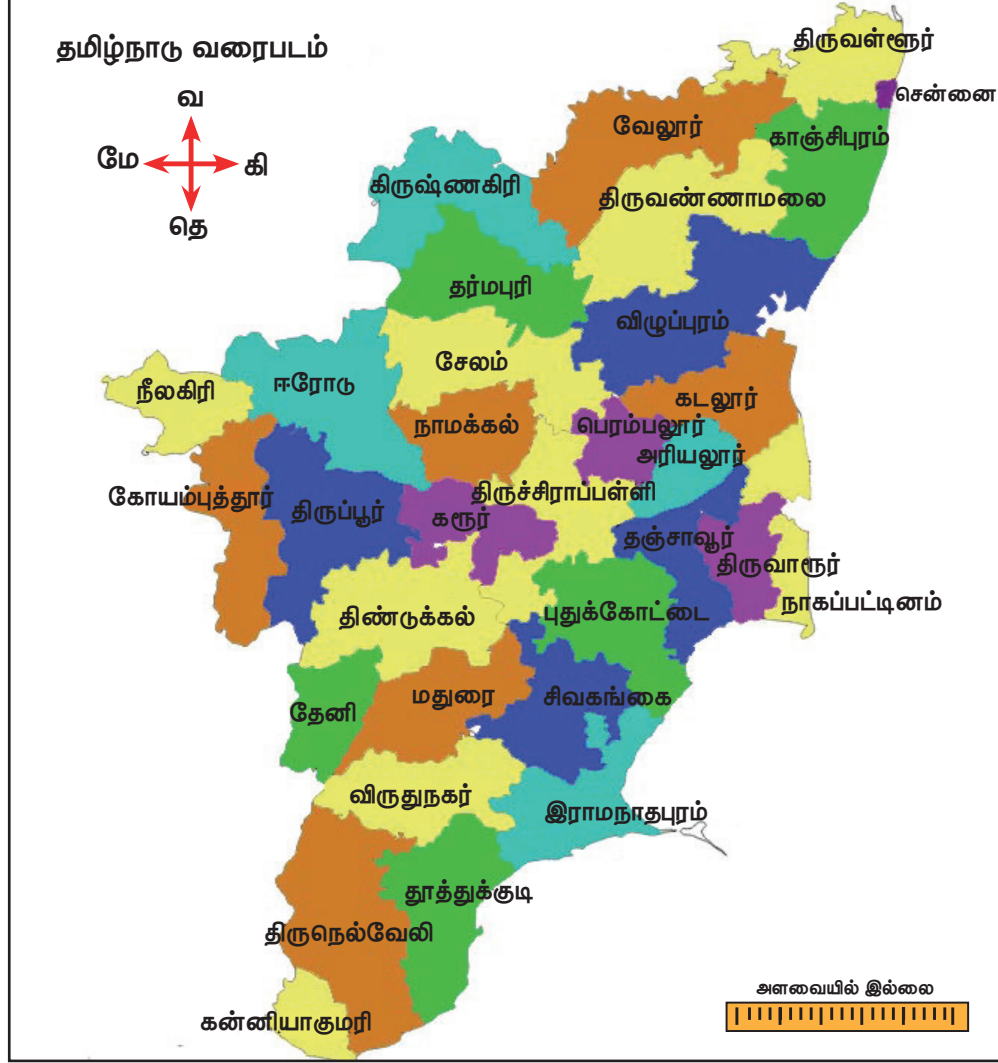 தமிழ்நாடு வரைபடம்
வ
மே
கி
தெ
திருவள்ளூர்
சென்னை
வேலூர்
காஞ்சிபுரம்
கிருஷ்ணகிரி
திருவண்ணாமலை
தர்மபுரி
விழுப்புரம்
சேலம்
நீலகிரி
ஈரோடு
கடலூர்
நாமக்கல்
பெரம்பலூர்
அரியலூர்
கோயம்புத்தூர்
திருப்பூர்
கரூர்
திருச்சிராப்பள்ளி
தஞ்சாவூர்
திருவாரூர்
நாகப்பட்டினம்
திண்டுக்கல்
புதுக்கோட்டை
மதுரை
சிவகங்கை
தேனி
விருதுநகர்
இராமநாதபுரம்
தூத்துக்குடி
திருநெல்வேலி
கன்னியாகுமரி
அளவையில் இல்லை